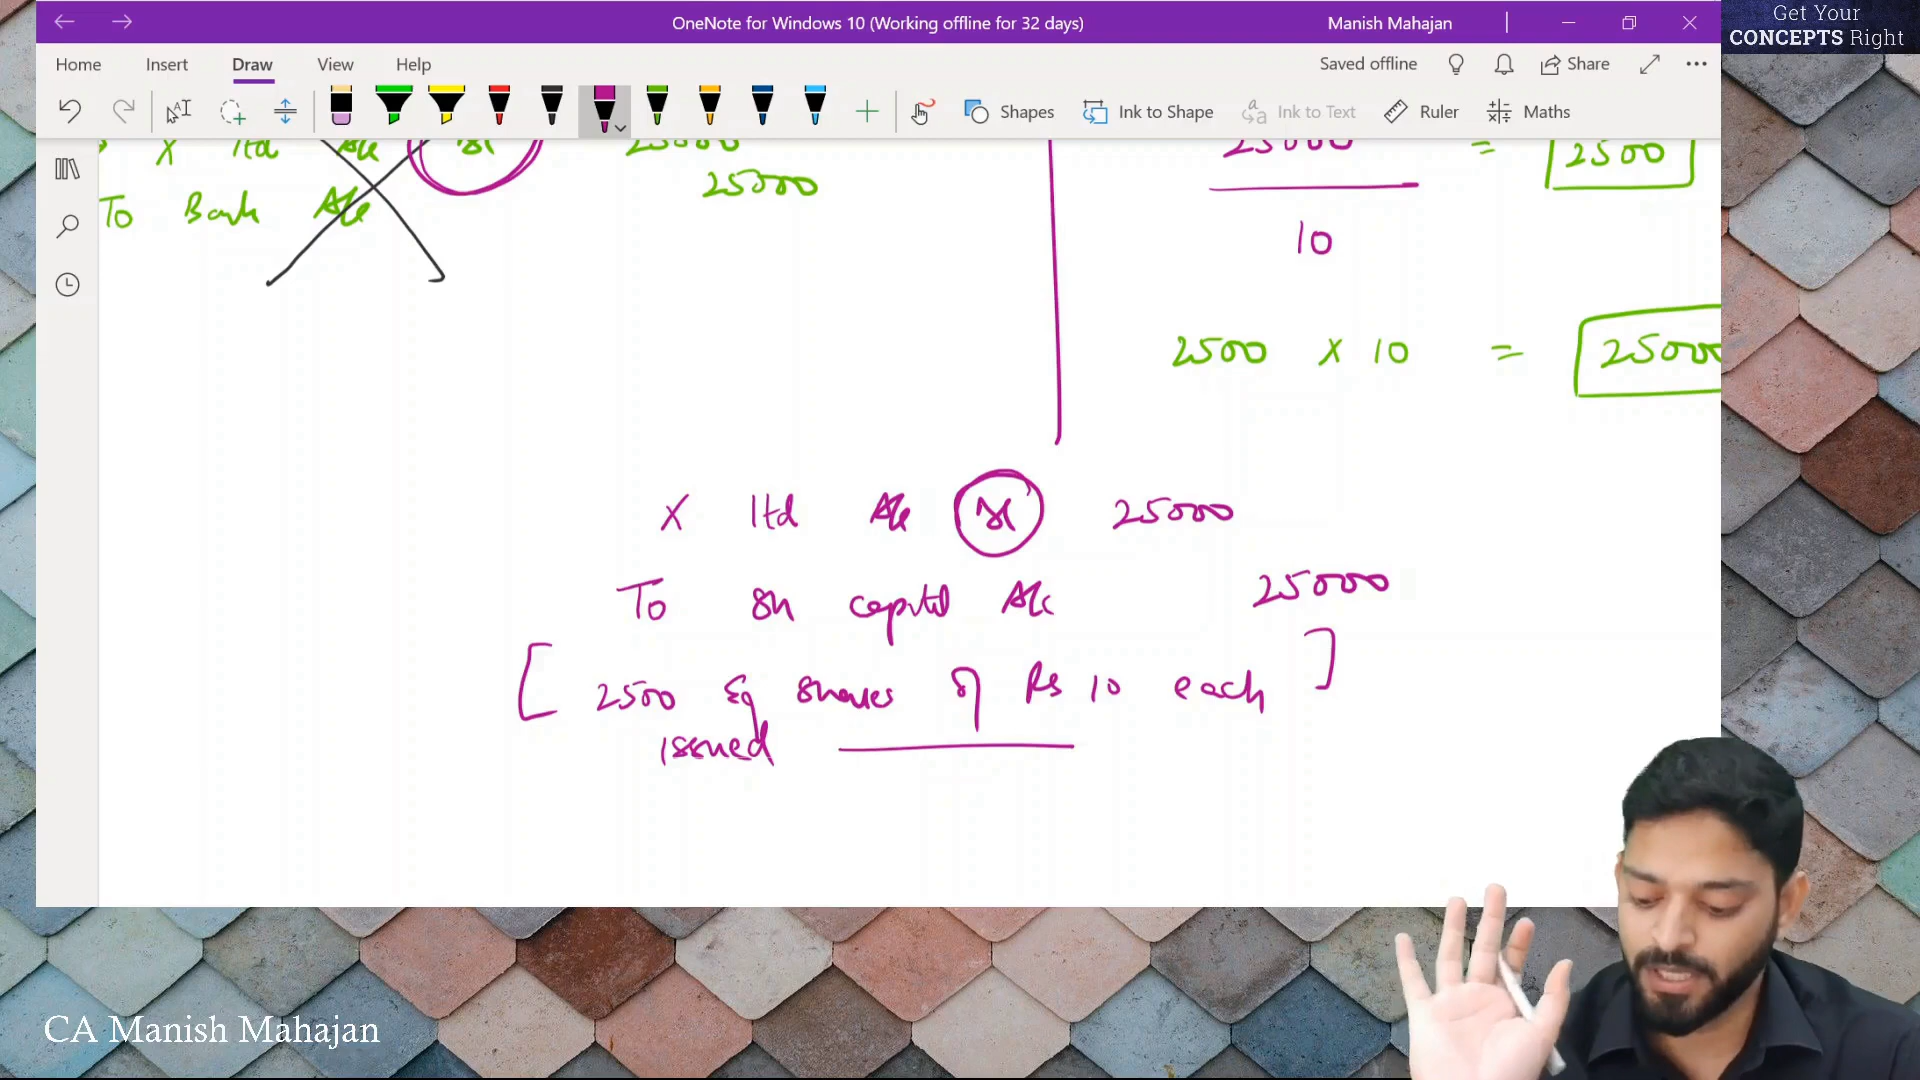 OneNote for Windows 10 (Working offline for 32 days)
Manish Mahajan
Get Your
CONCEPTS Right
Home Insert Draw View Help
Saved offline
Share
Shapes
Ink to Shape
Ink to Text
Ruler
Maths
X ltd A/c 25000
25000
To Bank A/c
25000 = 2500
10
2500 X 10 = 25000
X ltd A/c Dr 25000
To Sh capital A/c 25000
[ 2500 Eq shares of Rs 10 each ]
issued
CA Manish Mahajan